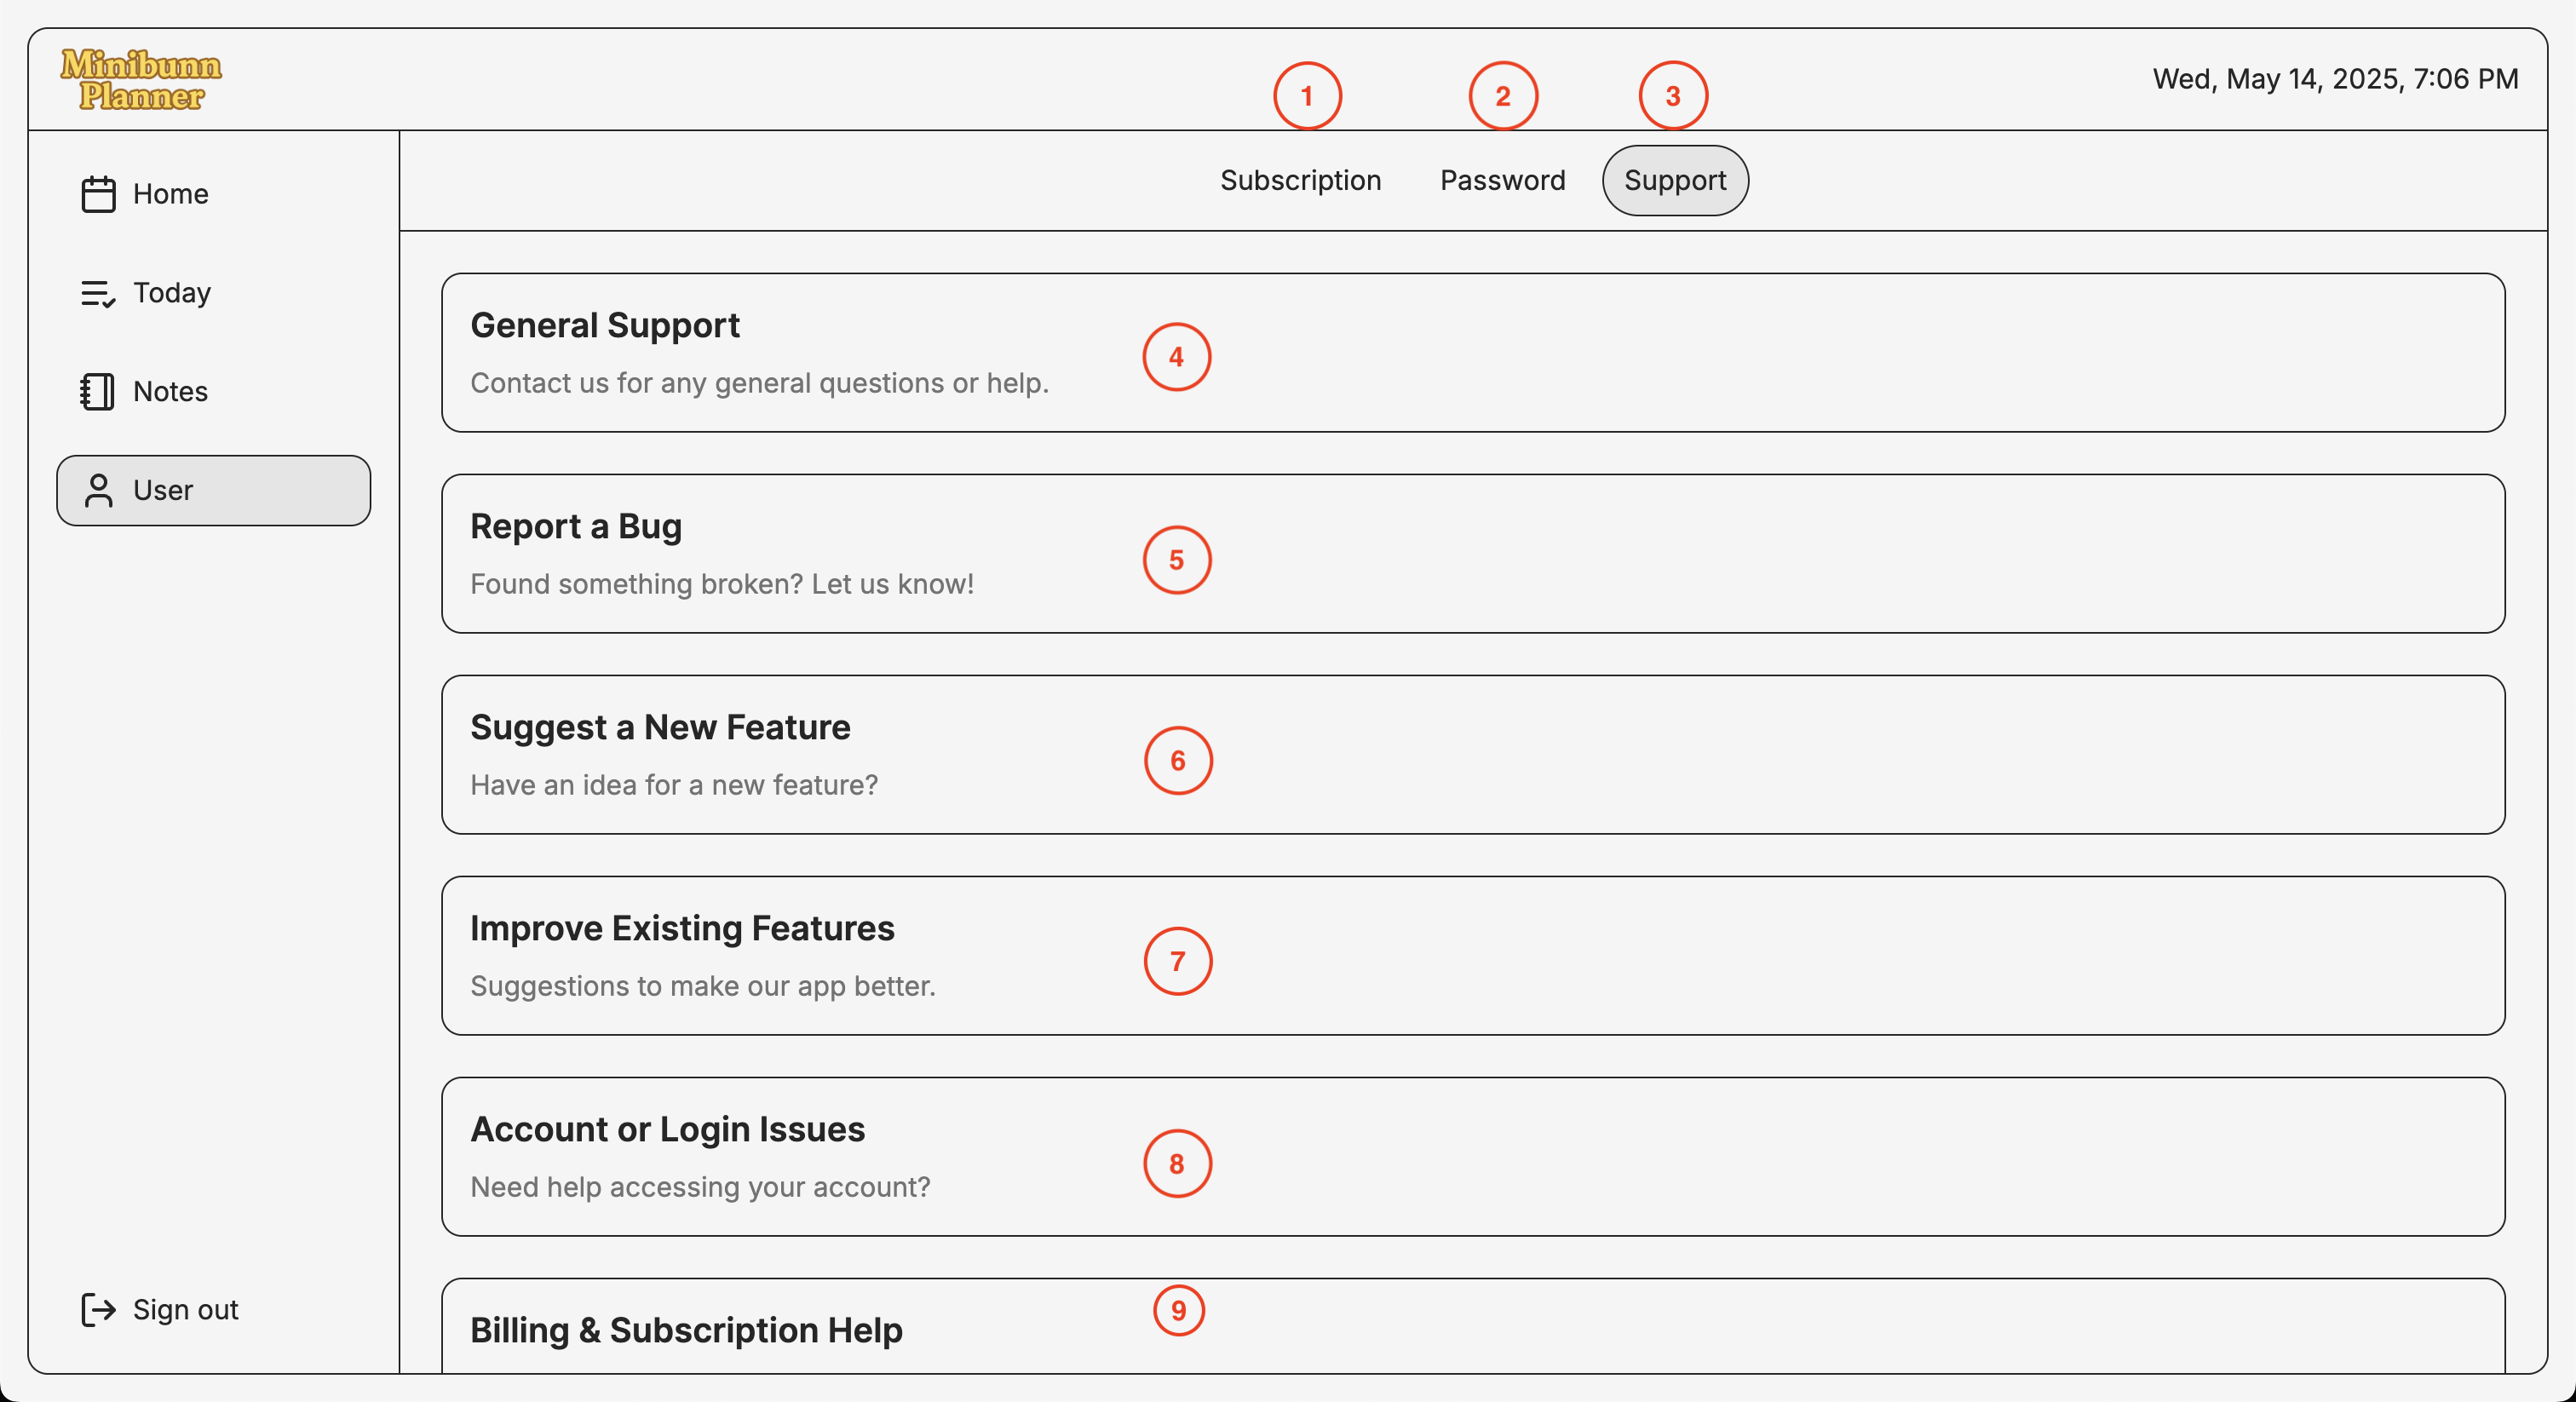 Minibunn
Planner
1
2
3
Wed, May 14, 2025, 7:06 PM
Subscription
Password
Support
Home
Today
Notes
User
Sign out
General Support
Contact us for any general questions or help.
4
Report a Bug
Found something broken? Let us know!
5
Suggest a New Feature
Have an idea for a new feature?
6
Improve Existing Features
Suggestions to make our app better.
7
Account or Login Issues
Need help accessing your account?
8
Billing & Subscription Help
9